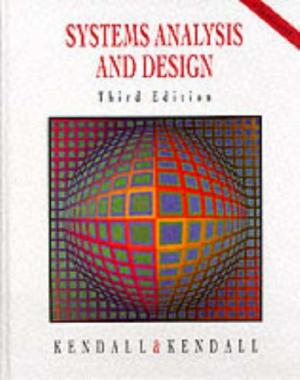 SYSTEMS ANALYSIS
AND DESIGN
Third Edition
KENDALL & KENDALL